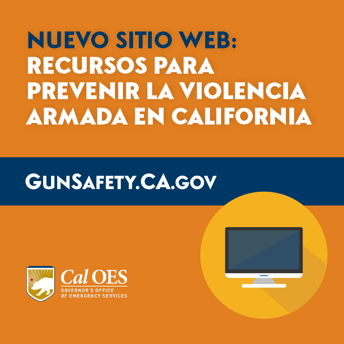 NUEVO SITIO WEB:
RECURSOS PARA
PREVENIR LA VIOLENCIA
ARMADA EN CALIFORNIA
GUNSAFETY.CA.GOV
Cal OES
GOVERNOR'S OFFICE
OF EMERGENCY SERVICES